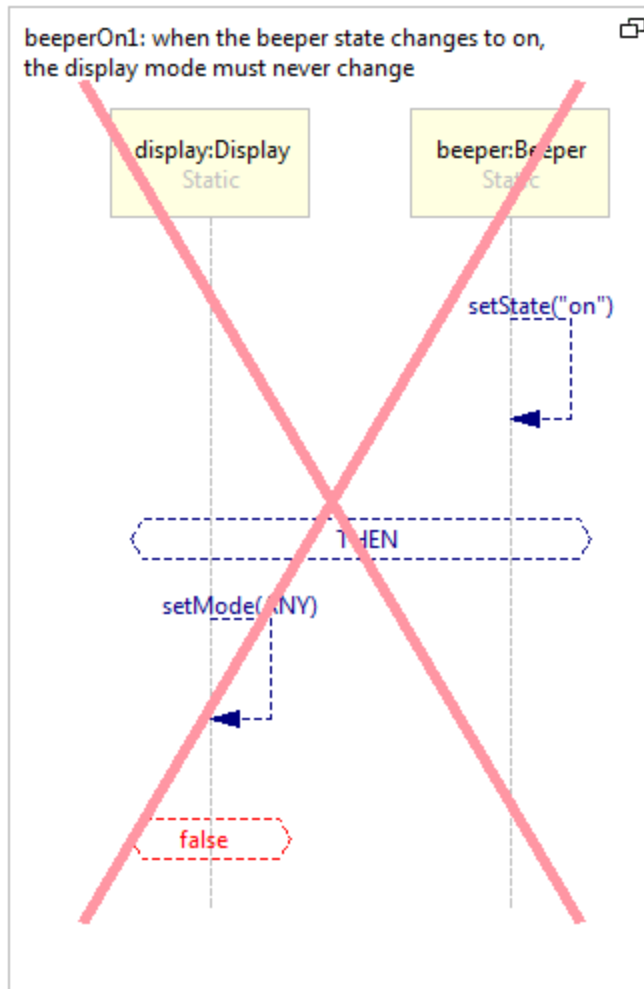 beeperOn1: when the beeper state changes to on,
the display mode must never change
display:Display
Static
beeper:Beeper
Static
setState("on")
THEN
setMode(ANY)
false